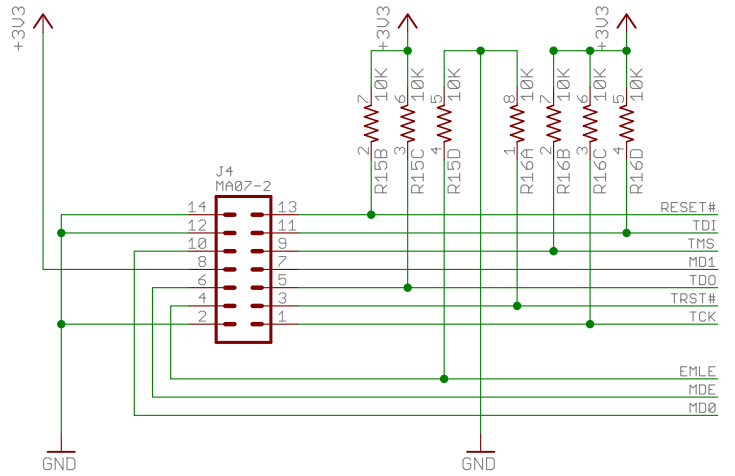 +3V3
+3V3
+3V3
7 10K
6 10K
5 10K
8 10K
7 10K
6 10K
5 10K
2 R15B
3 R15C
4 R15D
1 R16A
2 R16B
3 R16C
4 R16D
J4
MA07-2
14 13 RESET#
12 11 TDI
10 9 TMS
8 7 MD1
6 5 TDO
4 3 TRST#
2 1 TCK
EMLE
MDE
MD0
GND GND